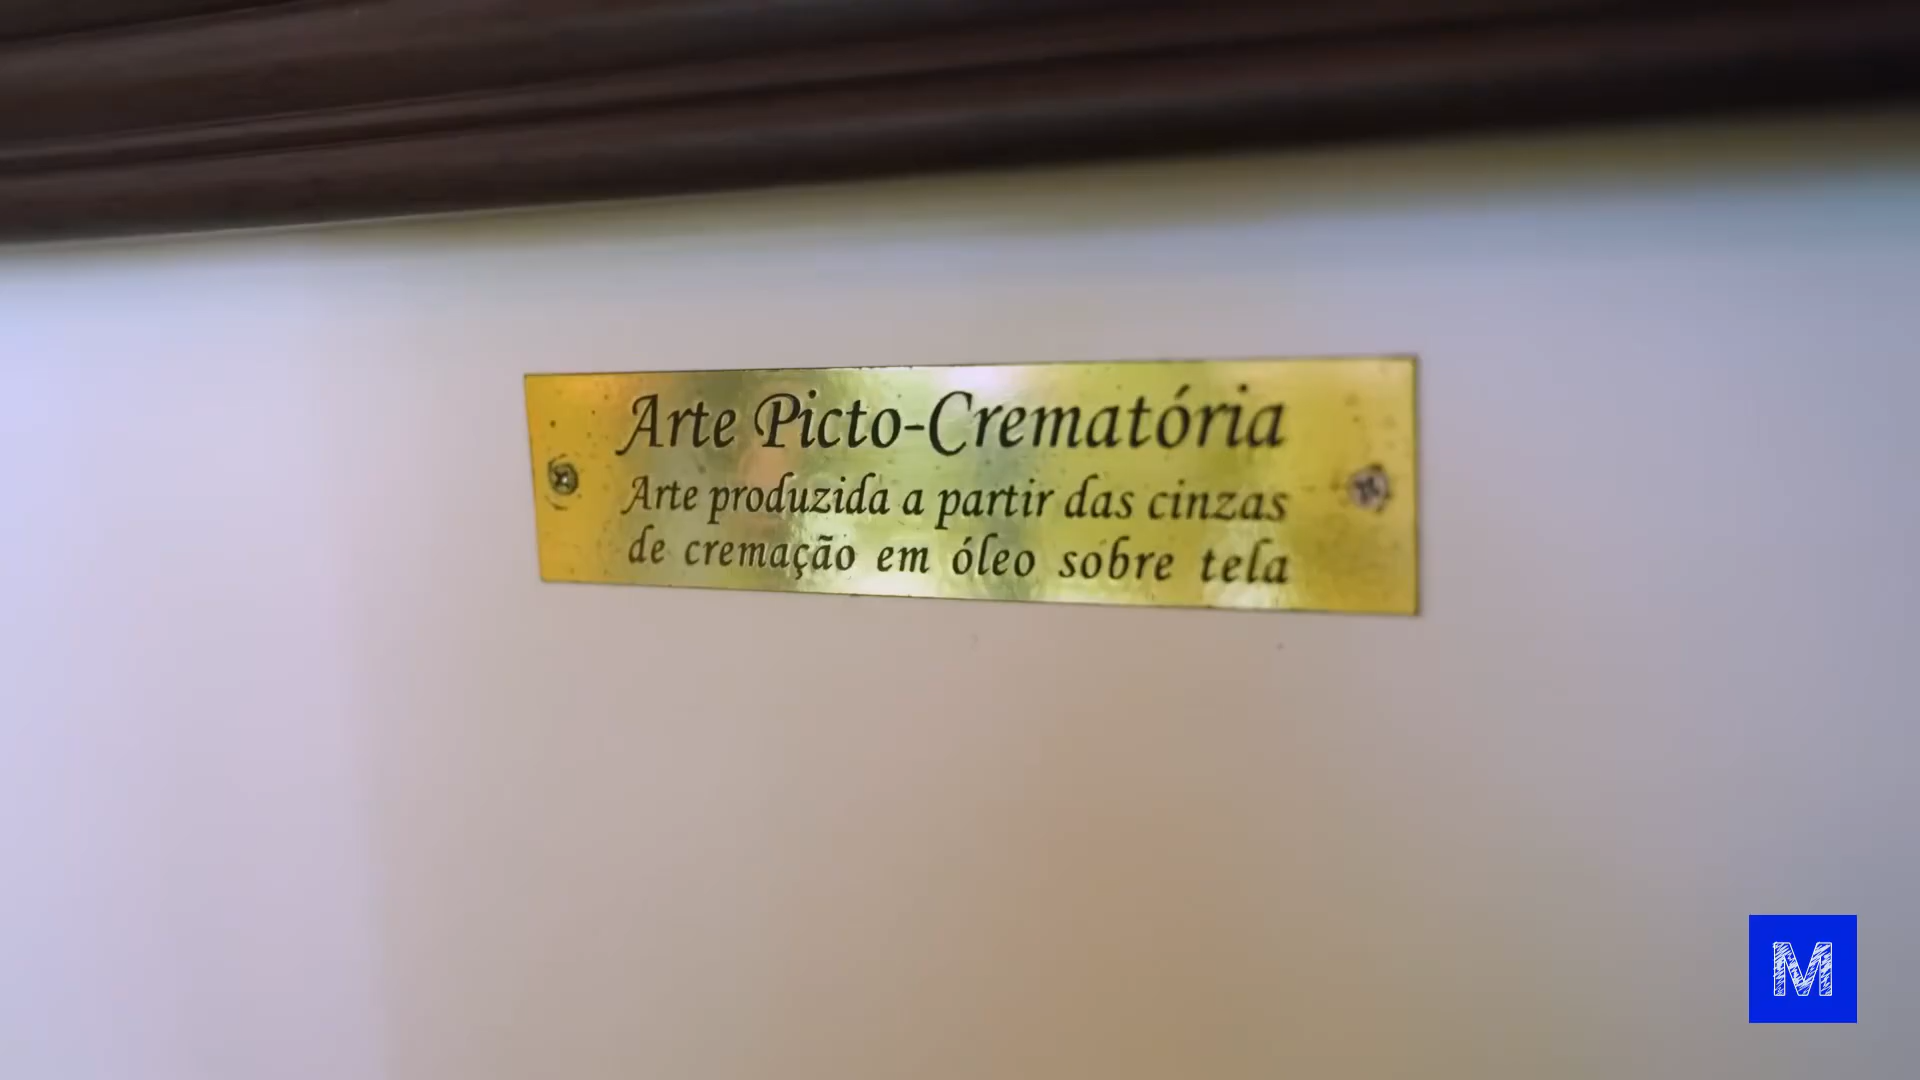 Arte Picto-Crematória
Arte produzida a partir das cinzas
de cremação em óleo sobre tela
M